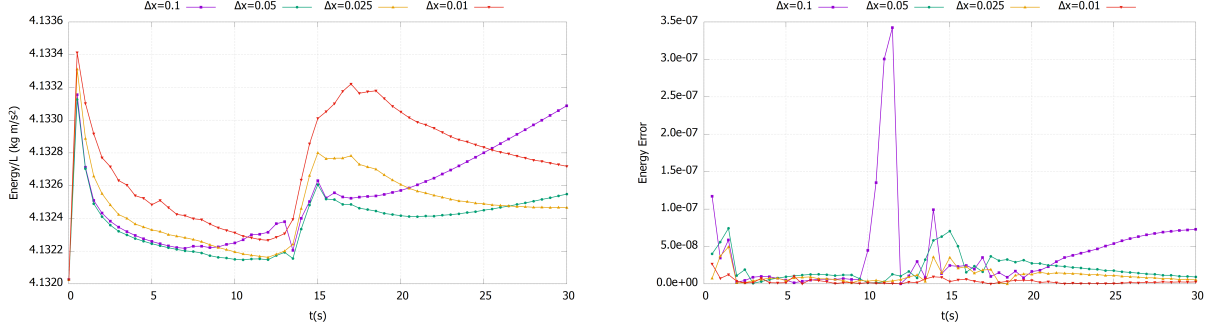 Δx=0.1 Δx=0.05 Δx=0.025 Δx=0.01
4.1336
4.1334
4.1332
4.1330
4.1328
4.1326
4.1324
4.1322
4.1320
Energy/L (kg m/s²)
0 5 10 15 20 25 30
t(s)
Δx=0.1 Δx=0.05 Δx=0.025 Δx=0.01
3.5e-07
3.0e-07
2.5e-07
2.0e-07
1.5e-07
1.0e-07
5.0e-08
0.0e+00
Energy Error
0 5 10 15 20 25 30
t(s)